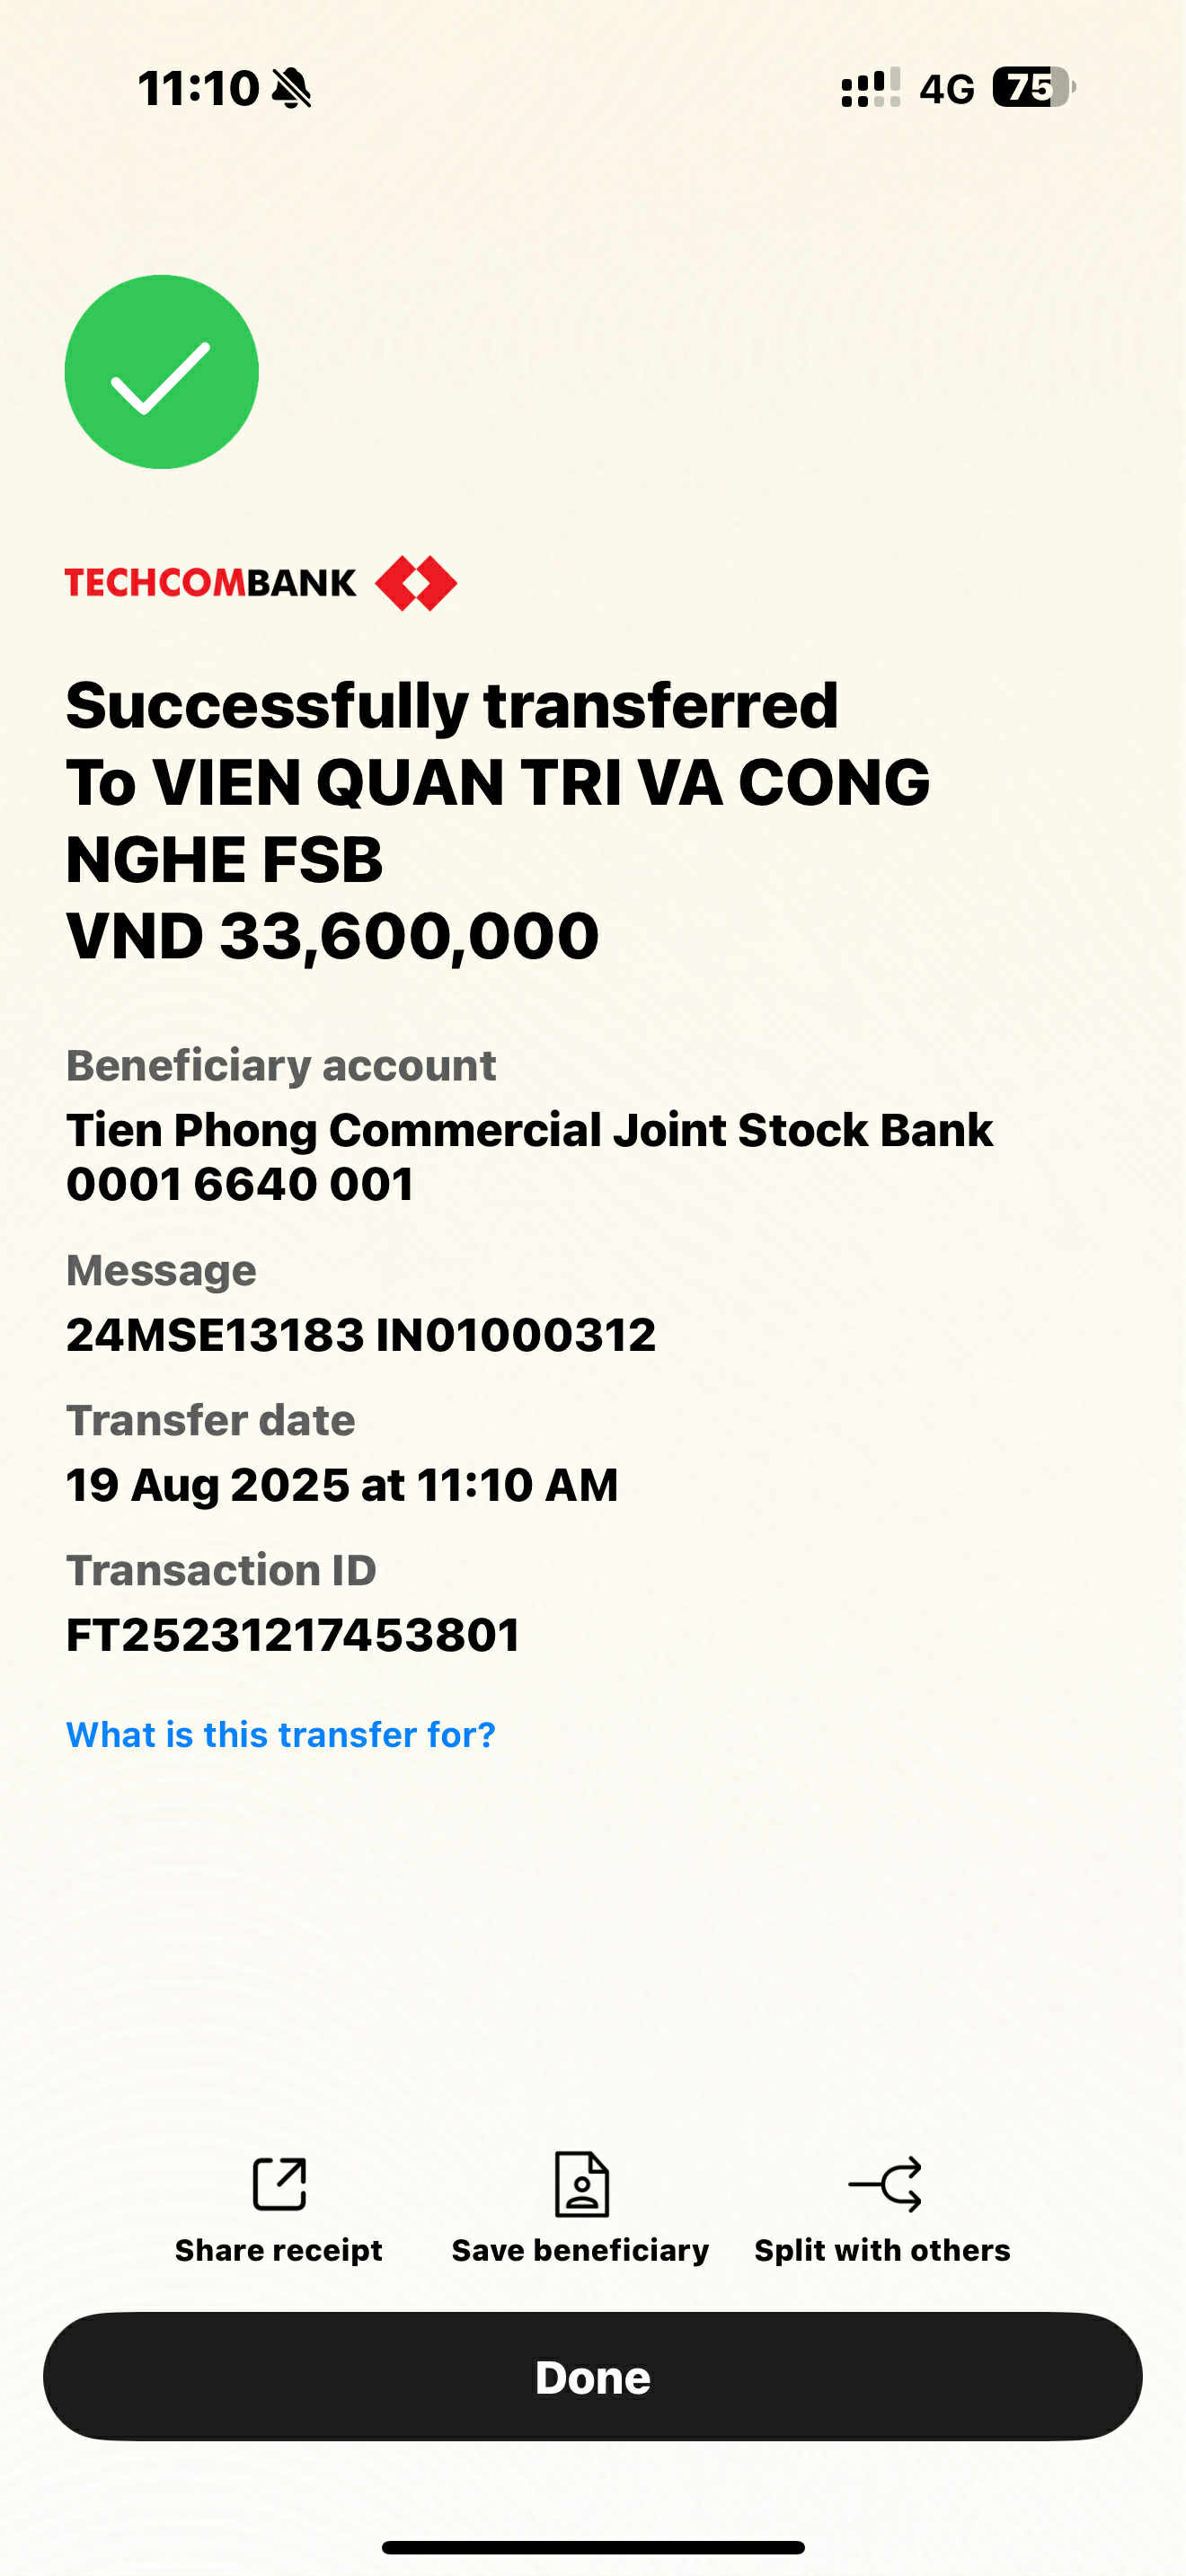 11:10
4G 75
TECHCOMBANK
Successfully transferred
To VIEN QUAN TRI VA CONG
NGHE FSB
VND 33,600,000
Beneficiary account
Tien Phong Commercial Joint Stock Bank
0001 6640 001
Message
24MSE13183 IN01000312
Transfer date
19 Aug 2025 at 11:10 AM
Transaction ID
FT25231217453801
What is this transfer for?
Share receipt
Save beneficiary
Split with others
Done